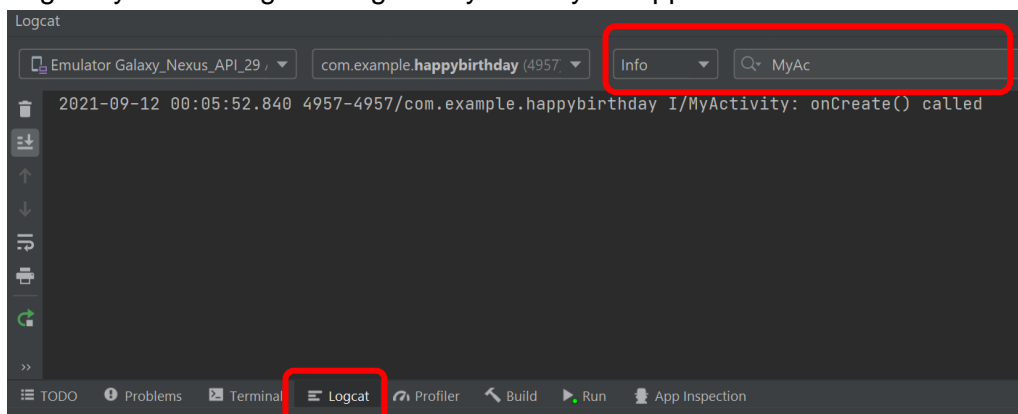 Logcat
Emulator Galaxy_Nexus_API_29 com.example.happybirthday (4957) Info MyAc
2021-09-12 00:05:52.840 4957-4957/com.example.happybirthday I/MyActivity: onCreate() called
TODO Problems Terminal Logcat Profiler Build Run App Inspection